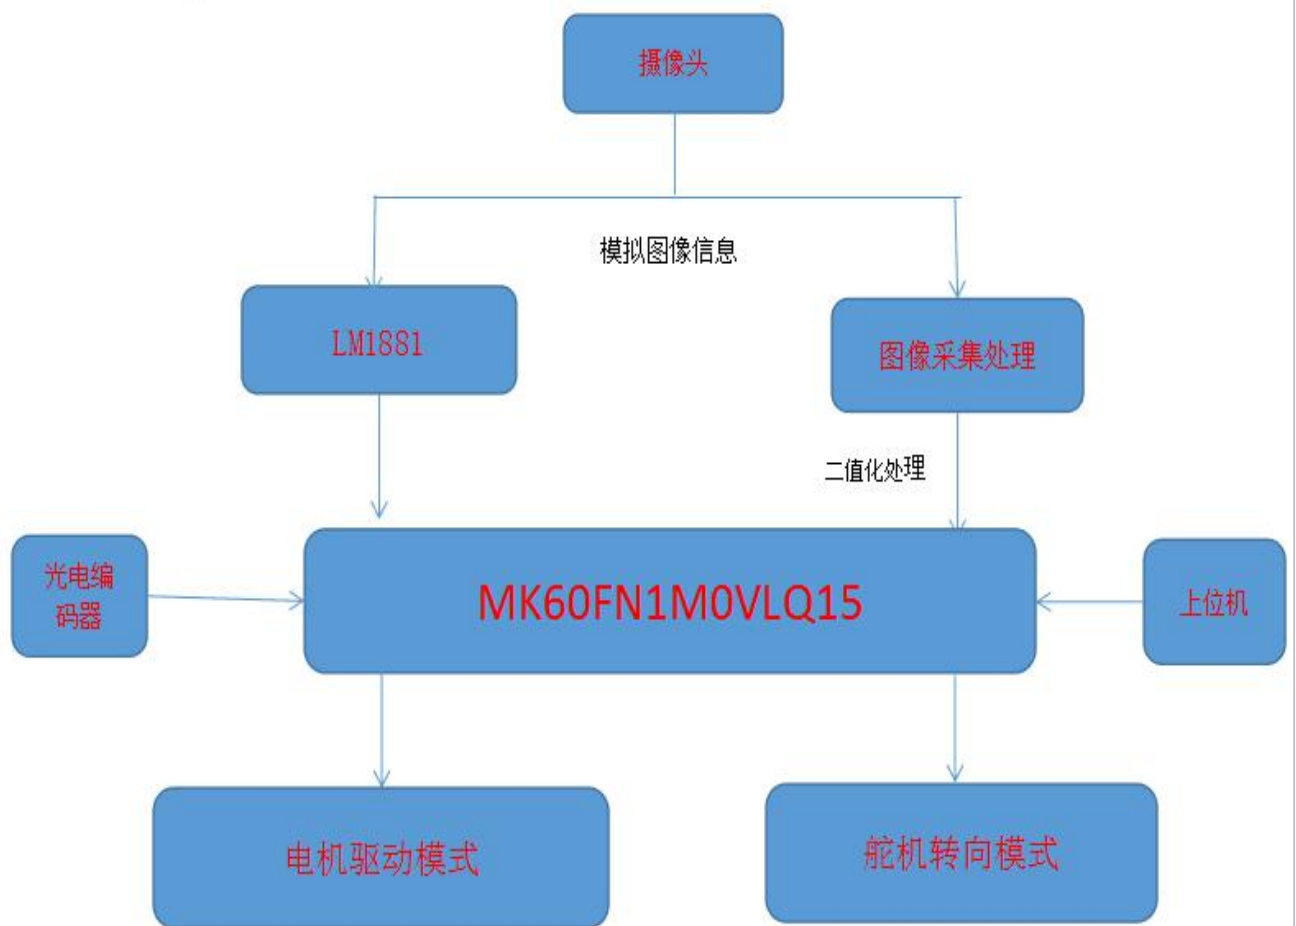 摄像头
模拟图像信息
LM1881
图像采集处理
二值化处理
光电编
码器
MK60FN1M0VLQ15
上位机
电机驱动模式
舵机转向模式